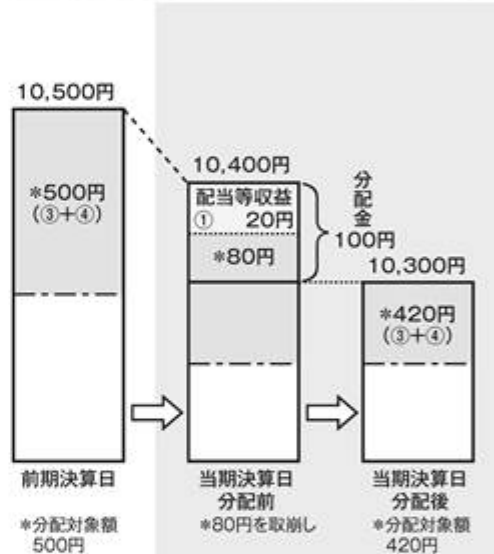 10,500円
*500円
(③+④)
10,400円
配当等収益
① 20円
*80円
分配金
100円
10,300円
*420円
(③+④)
前期決算日
*分配対象額
500円
当期決算日
分配前
*80円を取崩し
当期決算日
分配後
*分配対象額
420円